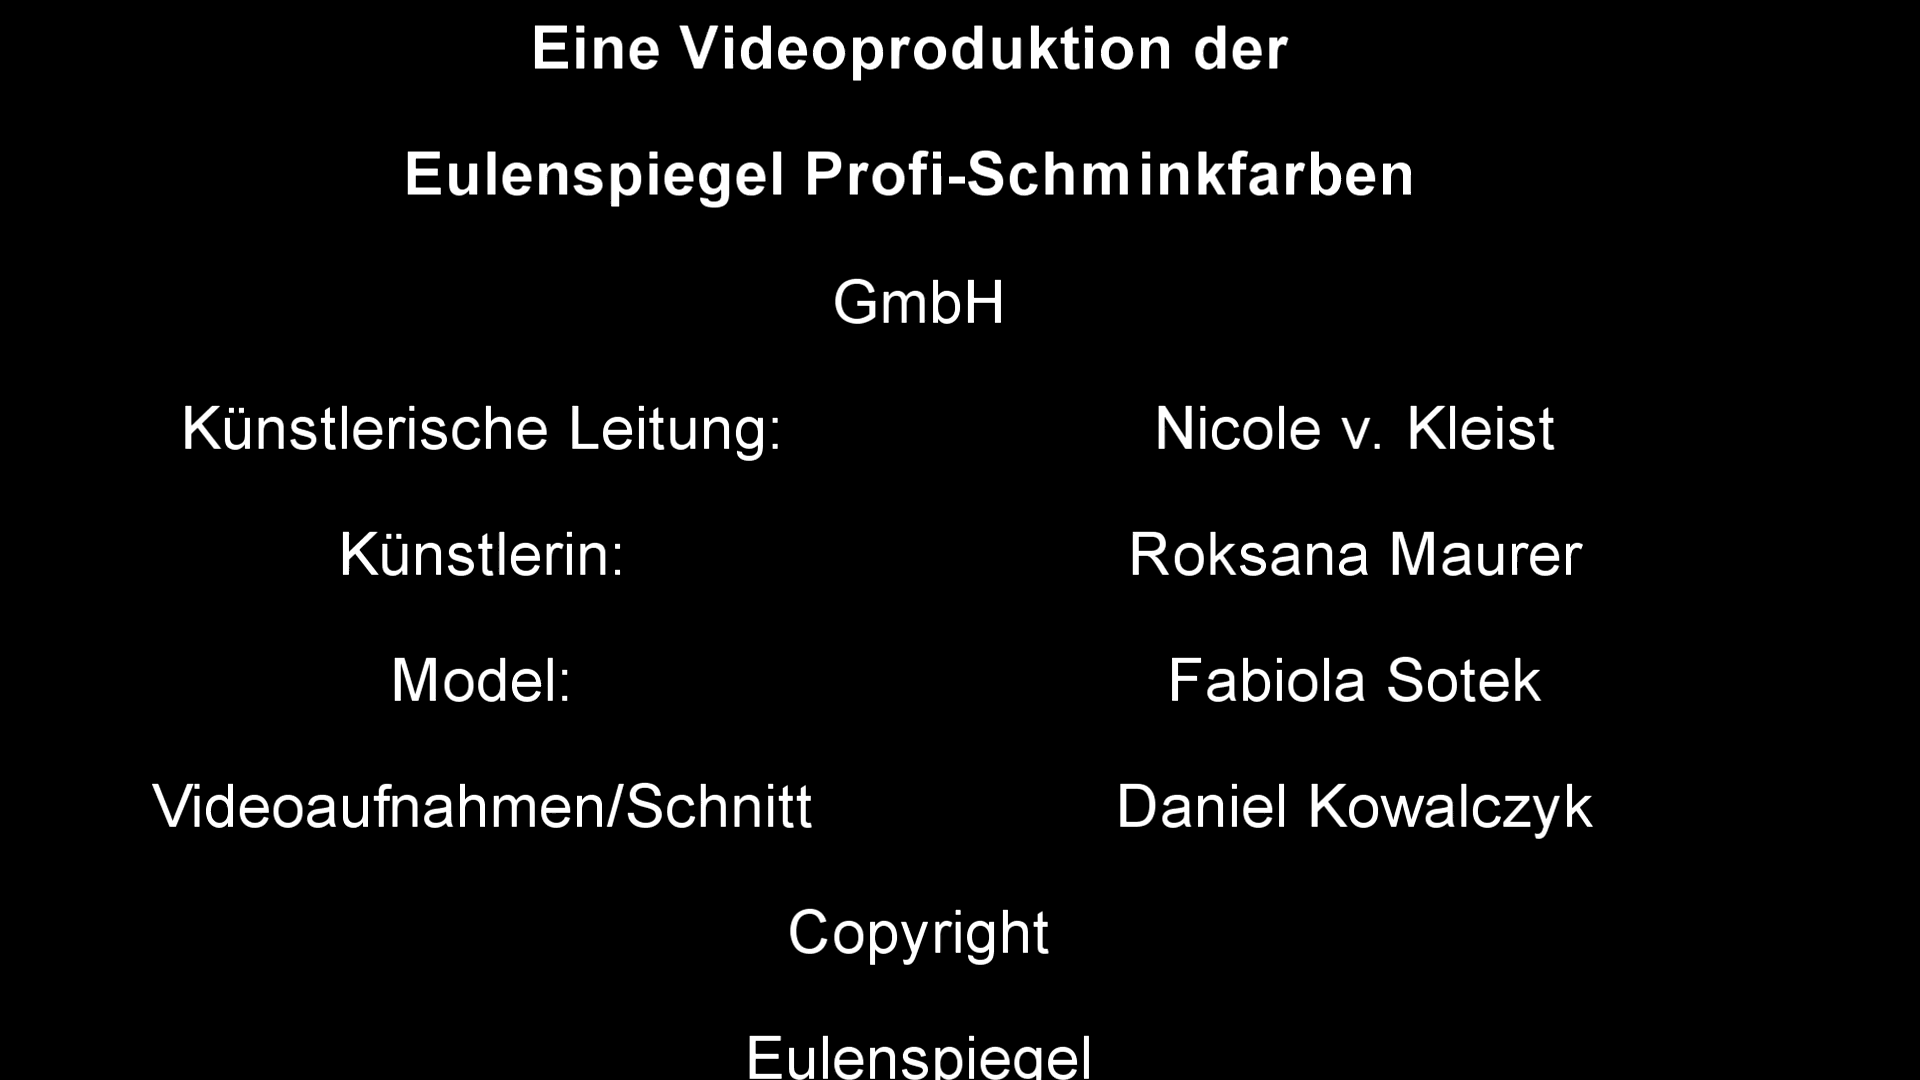 Eine Videoproduktion der
Eulenspiegel Profi-Schminkfarben
GmbH
Künstlerische Leitung: Nicole v. Kleist
Künstlerin: Roksana Maurer
Model: Fabiola Sotek
Videoaufnahmen/Schnitt Daniel Kowalczyk
Copyright
Eulenspiegel